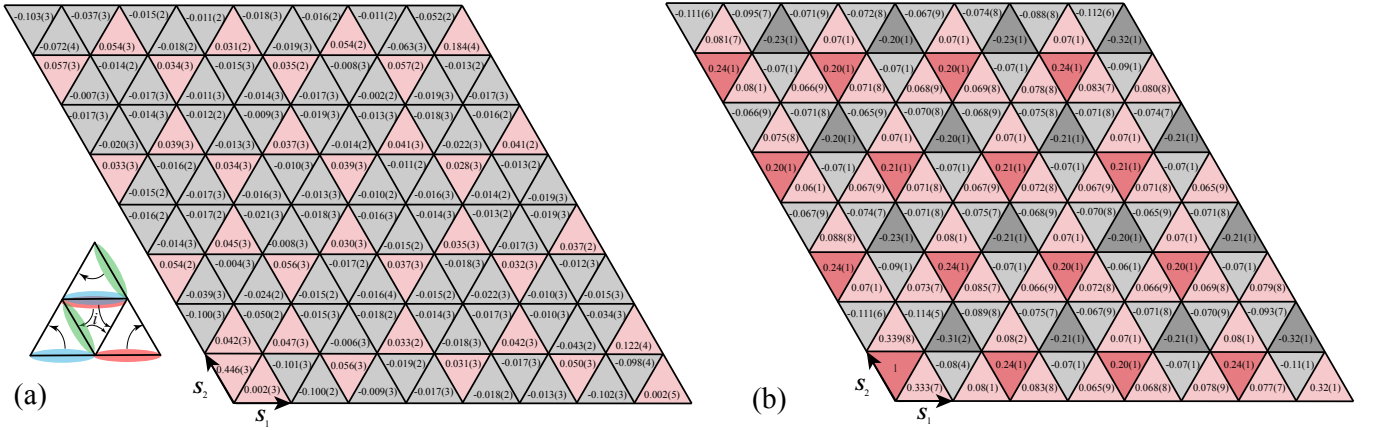 -0.103(3) -0.037(3) -0.015(2) -0.011(2) -0.018(3) -0.016(2) -0.011(2) -0.052(2)
-0.072(4) 0.054(3) -0.018(2) 0.031(2) -0.019(3) 0.054(2) -0.063(3) 0.184(4)
0.057(3) -0.014(2) 0.034(3) -0.015(3) 0.035(2) -0.008(3) 0.057(2) -0.013(2)
-0.007(3) -0.017(3) -0.011(3) -0.014(3) -0.017(3) -0.002(2) -0.019(3) -0.017(3)
-0.017(3) -0.014(3) -0.012(2) -0.009(3) -0.019(3) -0.013(3) -0.018(3) -0.016(2)
-0.020(3) 0.039(3) -0.013(3) 0.037(3) -0.014(2) 0.041(3) -0.022(3) 0.041(2)
0.033(3) -0.016(2) 0.034(3) -0.010(3) 0.039(3) -0.011(2) 0.028(3) -0.013(2)
-0.015(2) -0.017(3) -0.016(3) -0.013(3) -0.010(2) -0.016(3) -0.014(2) -0.019(3)
-0.016(2) -0.017(2) -0.021(3) -0.018(3) -0.016(3) -0.014(3) -0.013(2) -0.019(3)
-0.014(3) 0.045(3) -0.008(3) 0.030(3) -0.015(2) 0.035(3) -0.017(3) 0.037(2)
0.054(2) -0.004(3) 0.056(3) -0.017(2) 0.037(3) -0.018(3) 0.032(3) -0.012(3)
-0.039(3) -0.024(2) -0.015(2) -0.016(4) -0.015(2) -0.022(3) -0.010(3) -0.015(3)
-0.100(3) -0.050(2) -0.015(3) -0.018(2) -0.014(3) -0.017(3) -0.010(3) -0.034(3)
0.042(3) 0.047(3) -0.006(3) 0.033(2) -0.018(3) 0.042(3) -0.043(2) 0.122(4)
-0.446(3) -0.101(3) 0.056(3) -0.019(2) 0.031(3) -0.017(3) 0.050(3) -0.098(4)
0.002(3) -0.100(2) -0.009(3) -0.017(3) -0.018(2) -0.013(3) -0.102(3) 0.002(5)
i
s2
s1
(a)
-0.111(6) -0.095(7) -0.071(9) -0.072(8) -0.067(9) -0.074(8) -0.088(8) -0.112(6)
0.081(7) -0.23(1) 0.07(1) -0.20(1) 0.07(1) -0.23(1) 0.07(1) -0.32(1)
0.24(1) -0.07(1) 0.20(1) -0.07(1) 0.20(1) -0.07(1) 0.24(1) -0.09(1)
0.08(1) 0.066(9) 0.071(8) 0.068(9) 0.069(8) 0.078(8) 0.083(7) 0.080(8)
-0.066(9) -0.071(8) -0.065(9) -0.070(8) -0.068(9) -0.075(8) -0.071(8) -0.074(7)
0.075(8) -0.20(1) 0.07(1) -0.20(1) 0.07(1) -0.21(1) 0.07(1) -0.21(1)
0.20(1) -0.07(1) 0.21(1) -0.07(1) 0.21(1) -0.07(1) 0.21(1) -0.07(1)
0.06(1) 0.067(9) 0.071(8) 0.067(9) 0.072(8) 0.067(9) 0.071(8) 0.065(9)
-0.067(9) -0.074(7) -0.071(8) -0.075(7) -0.068(9) -0.070(8) -0.065(9) -0.071(8)
0.088(8) -0.23(1) 0.08(1) -0.21(1) 0.07(1) -0.20(1) 0.07(1) -0.21(1)
0.24(1) -0.09(1) 0.24(1) -0.07(1) 0.20(1) -0.06(1) 0.20(1) -0.07(1)
0.07(1) 0.073(7) 0.085(7) 0.066(9) 0.072(8) 0.066(9) 0.069(8) 0.079(8)
-0.111(6) -0.114(5) -0.089(8) -0.075(7) -0.067(9) -0.071(8) -0.070(9) -0.093(7)
0.339(8) -0.31(2) 0.08(2) -0.21(1) 0.07(1) -0.21(1) 0.08(1) -0.32(1)
1 -0.08(4) 0.24(1) -0.07(1) 0.20(1) -0.07(1) 0.24(1) -0.11(1)
0.333(7) 0.08(1) 0.083(8) 0.065(9) 0.068(8) 0.078(9) 0.077(7) 0.32(1)
s2
s1
(b)